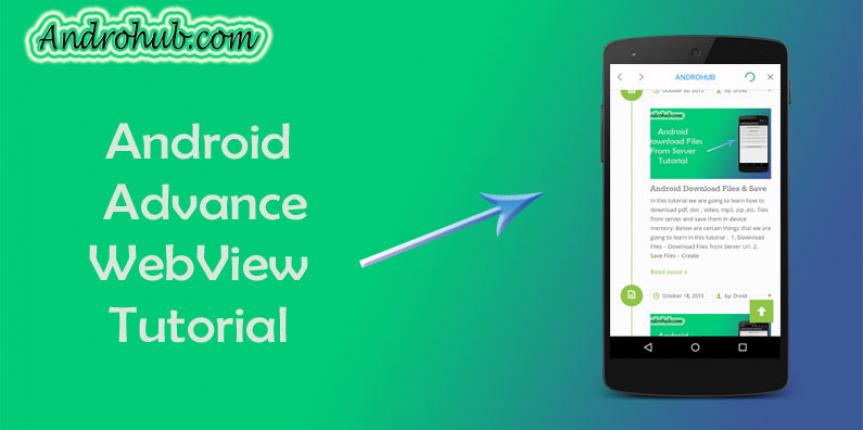 Androhub.com
Android
Advance
WebView
Tutorial
ANDROHUB
October 30, 2015 by: Droid
Android
Download Files
From Server
Tutorial
Android Download Files & Save
In this tutorial we are going to learn how to
download pdf, doc , video, mp3, zip ,etc. files
from server and save them in device
memory. Below are certain things that we are
going to learn in this tutorial : 1. Download
Files – Download Files from Server Url. 2.
Save Files – Create
Read more »
October 18, 2015 by: Droid